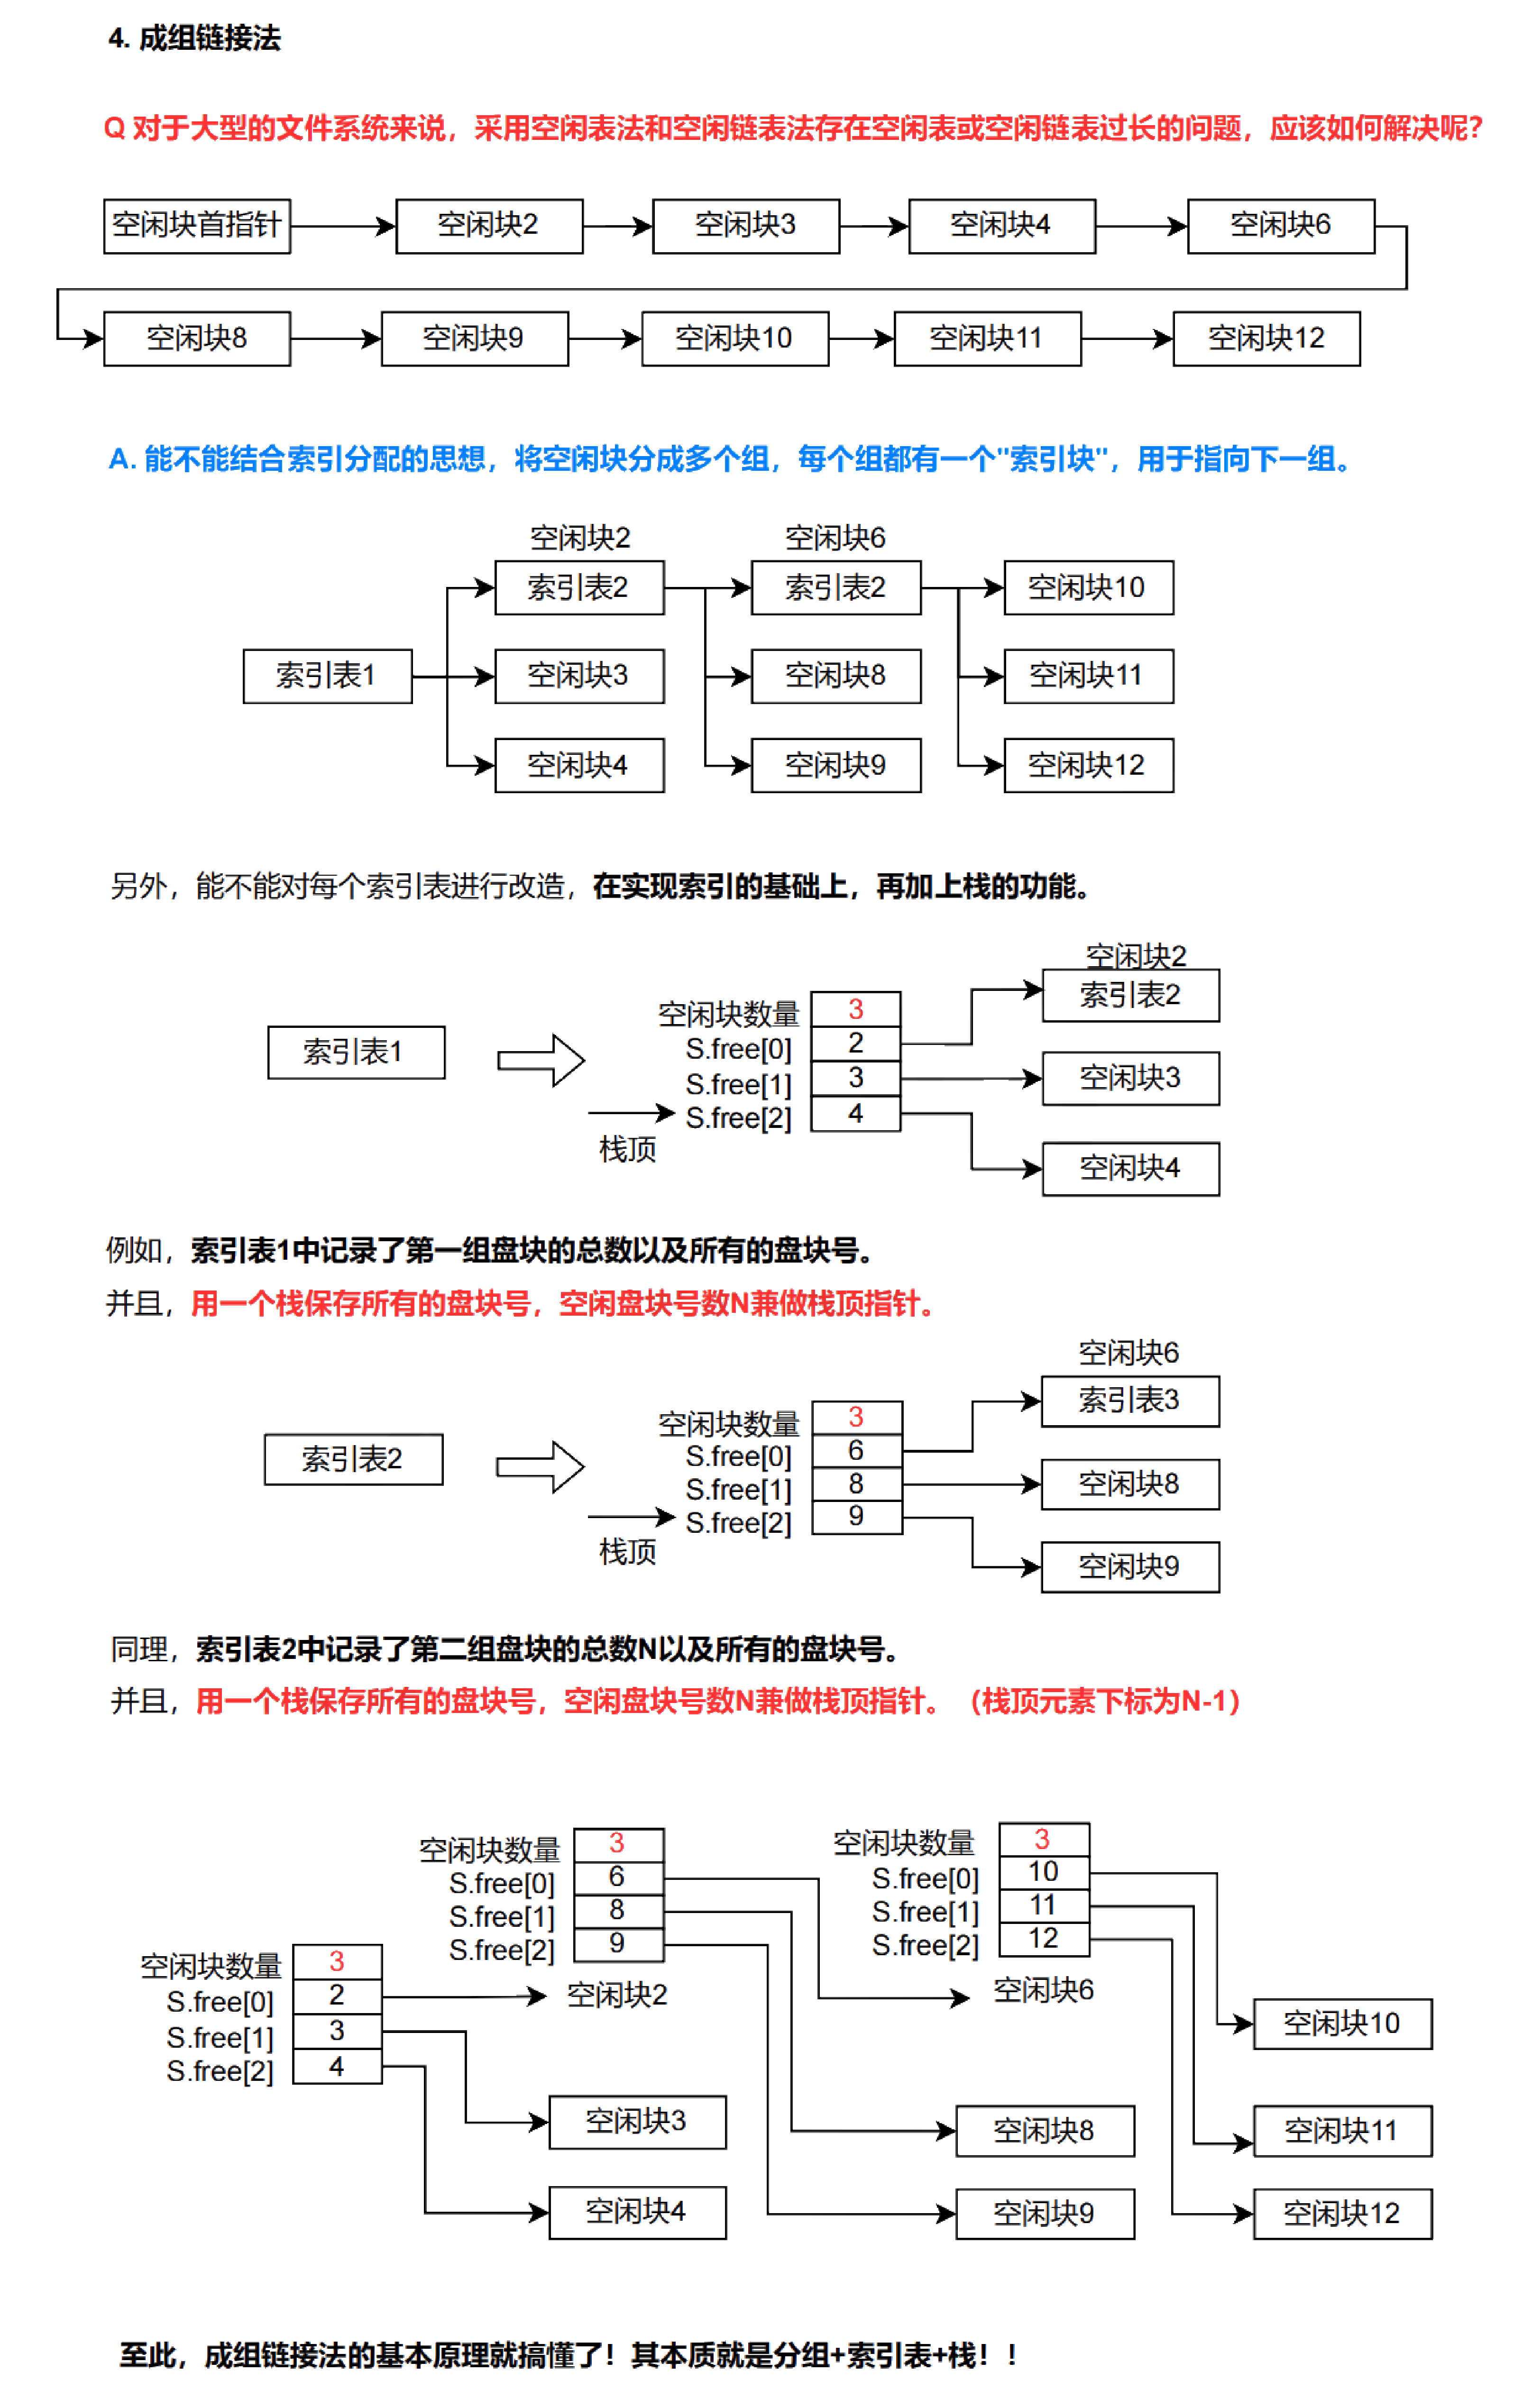 4. 成组链接法
Q 对于大型的文件系统来说，采用空闲表法和空闲链表法存在空闲表或空闲链表过长的问题，应该如何解决呢？
空闲块首指针
空闲块2
空闲块3
空闲块4
空闲块6
空闲块8
空闲块9
空闲块10
空闲块11
空闲块12
A. 能不能结合索引分配的思想，将空闲块分成多个组，每个组都有一个"索引块"，用于指向下一组。
空闲块2
空闲块6
索引表2
索引表2
空闲块10
索引表1
空闲块3
空闲块8
空闲块11
空闲块4
空闲块9
空闲块12
另外，能不能对每个索引表进行改造，在实现索引的基础上，再加上栈的功能。
空闲块2
索引表2
索引表1
空闲块数量
3
S.free[0]
2
S.free[1]
3
空闲块3
S.free[2]
4
栈顶
空闲块4
例如，索引表1中记录了第一组盘块的总数以及所有的盘块号。
并且，用一个栈保存所有的盘块号，空闲盘块号数N兼做栈顶指针。
空闲块6
索引表3
索引表2
空闲块数量
3
S.free[0]
6
S.free[1]
8
空闲块8
S.free[2]
9
栈顶
空闲块9
同理，索引表2中记录了第二组盘块的总数N以及所有的盘块号。
并且，用一个栈保存所有的盘块号，空闲盘块号数N兼做栈顶指针。（栈顶元素下标为N-1）
空闲块数量
3
S.free[0]
6
S.free[1]
8
S.free[2]
9
空闲块2
空闲块数量
3
S.free[0]
10
S.free[1]
11
S.free[2]
12
空闲块6
空闲块数量
3
S.free[0]
2
S.free[1]
3
S.free[2]
4
空闲块10
空闲块3
空闲块8
空闲块11
空闲块4
空闲块9
空闲块12
至此，成组链接法的基本原理就搞懂了！其本质就是分组+索引表+栈！！